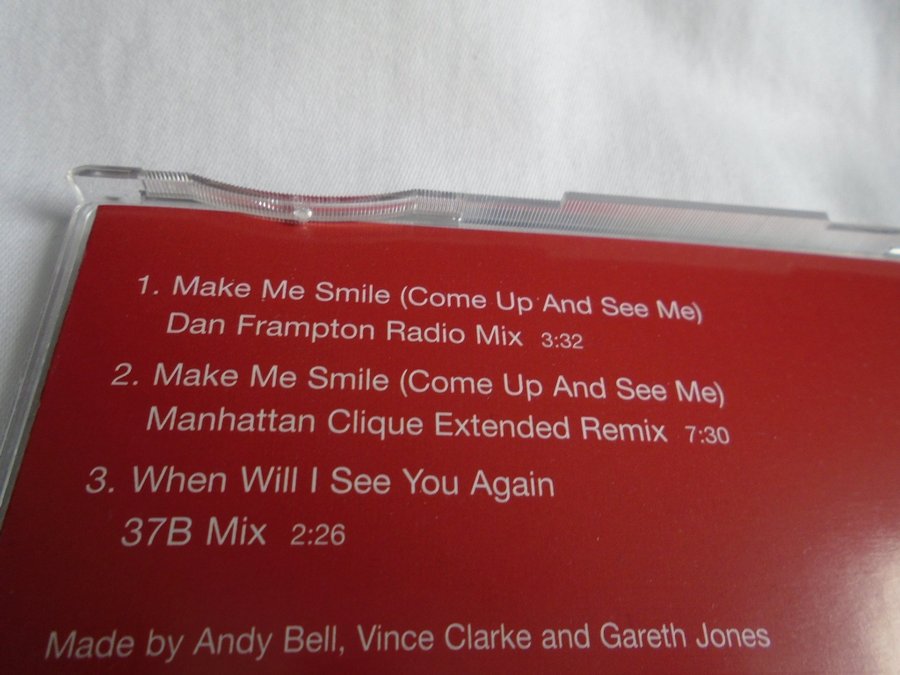 1. Make Me Smile (Come Up And See Me)
Dan Frampton Radio Mix 3:32
2. Make Me Smile (Come Up And See Me)
Manhattan Clique Extended Remix 7:30
3. When Will I See You Again
37B Mix 2:26
Made by Andy Bell, Vince Clarke and Gareth Jones